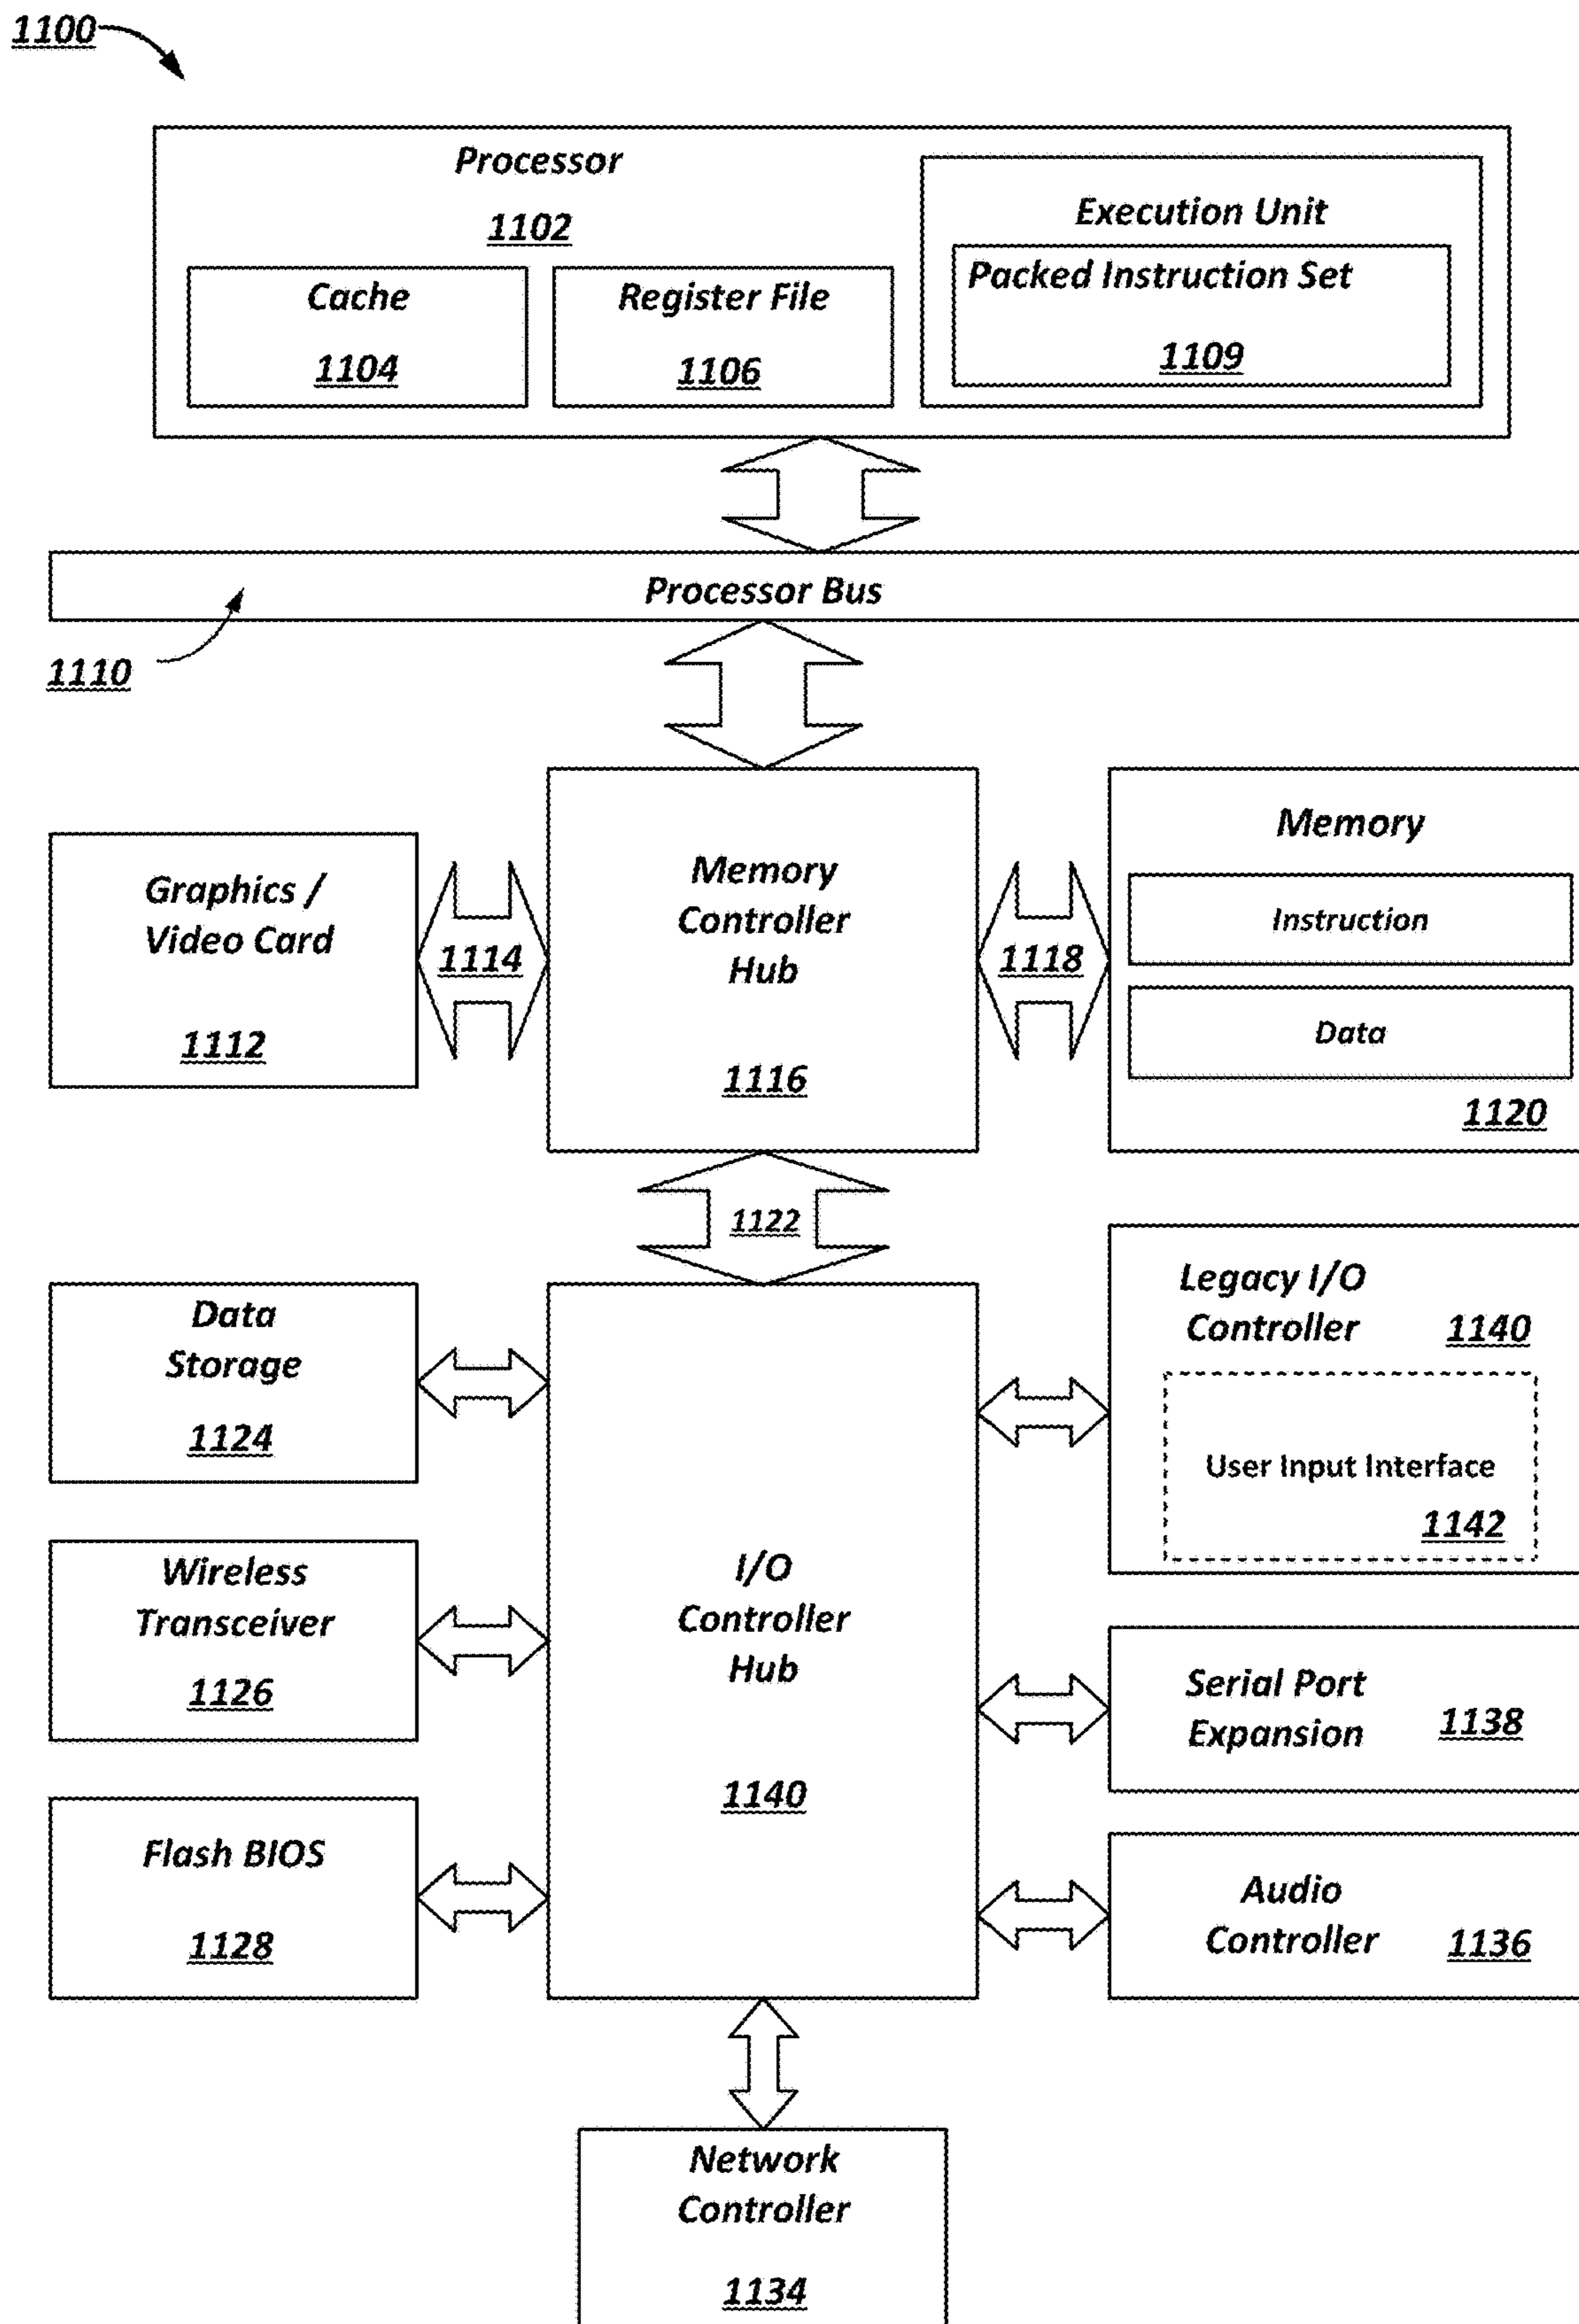 1100
Processor
1102
Cache
1104
Register File
1106
Execution Unit
Packed Instruction Set
1109
Processor Bus
1110
Graphics /
Video Card
1112
1114
Memory
Controller
Hub
1116
1118
Memory
Instruction
Data
1120
1122
Data
Storage
1124
Wireless
Transceiver
1126
Flash BIOS
1128
I/O
Controller
Hub
1140
Legacy I/O
Controller 1140
User Input Interface
1142
Serial Port
Expansion 1138
Audio
Controller 1136
Network
Controller
1134